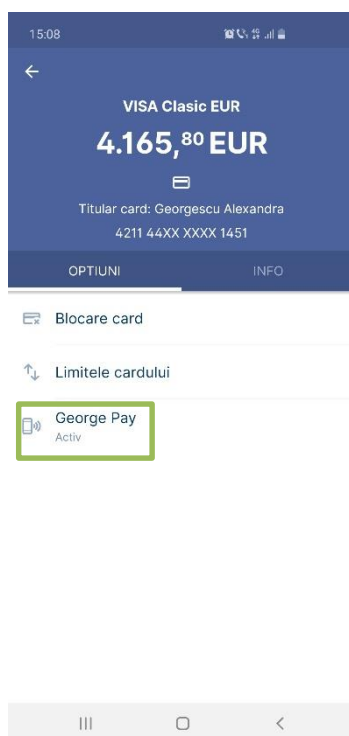 15:08
VISA Clasic EUR
4.165,80 EUR
Titular card: Georgescu Alexandra
4211 44XX XXXX 1451
OPTIUNI INFO
Blocare card
Limitele cardului
George Pay
Activ